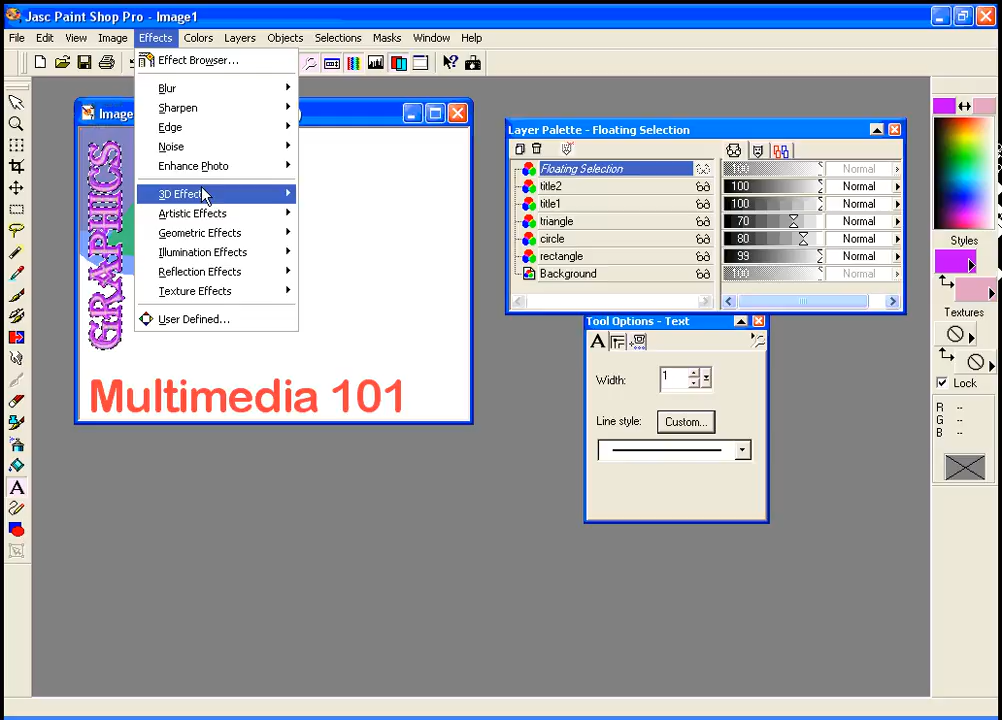 Jasc Paint Shop Pro - Image1
File Edit View Image Effects Colors Layers Objects Selections Masks Window Help
Effect Browser...
Blur
Sharpen
Edge
Noise
Enhance Photo
3D Effects
Artistic Effects
Geometric Effects
Illumination Effects
Reflection Effects
Texture Effects
User Defined...
Image
GRAPHICS
Multimedia 101
Layer Palette - Floating Selection
Floating Selection 100 Normal
title2 100 Normal
title1 100 Normal
triangle 70 Normal
circle 80 Normal
rectangle 99 Normal
Background 100 Normal
Tool Options - Text
Width: 1
Line style: Custom...
Styles
Textures
Lock
R --
G --
B --